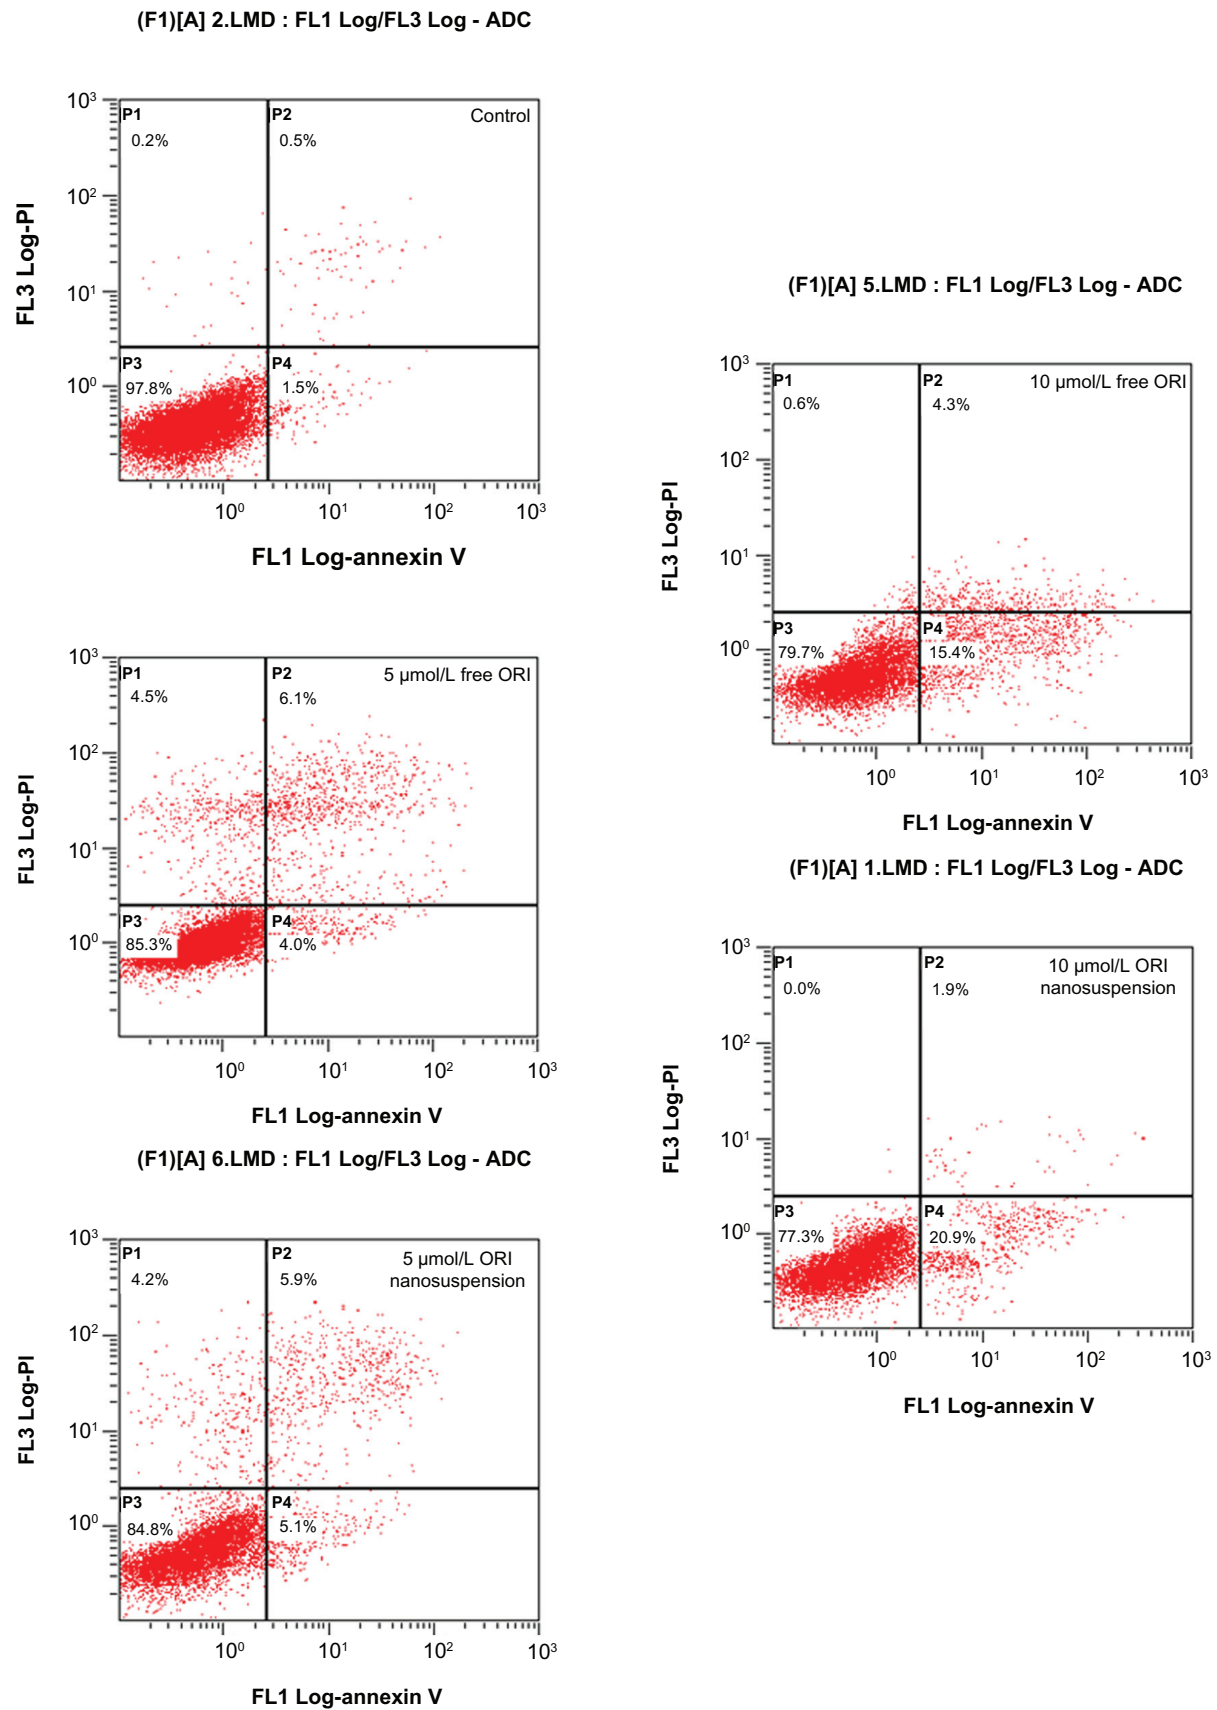 (F1)[A] 2.LMD : FL1 Log/FL3 Log - ADC
FL3 Log-PI
10³
10²
10¹
10⁰
P1
0.2%
P2
0.5%
Control
P3
97.8%
P4
1.5%
10⁰ 10¹ 10² 10³
FL1 Log-annexin V
FL3 Log-PI
10³
10²
10¹
10⁰
P1
4.5%
P2
6.1%
5 µmol/L free ORI
P3
85.3%
P4
4.0%
10⁰ 10¹ 10² 10³
FL1 Log-annexin V
(F1)[A] 6.LMD : FL1 Log/FL3 Log - ADC
FL3 Log-PI
10³
10²
10¹
10⁰
P1
4.2%
P2
5.9%
5 µmol/L ORI
nanosuspension
P3
84.8%
P4
5.1%
10⁰ 10¹ 10² 10³
FL1 Log-annexin V
(F1)[A] 5.LMD : FL1 Log/FL3 Log - ADC
FL3 Log-PI
10³
10²
10¹
10⁰
P1
0.6%
P2
4.3%
10 µmol/L free ORI
P3
79.7%
P4
15.4%
10⁰ 10¹ 10² 10³
FL1 Log-annexin V
(F1)[A] 1.LMD : FL1 Log/FL3 Log - ADC
FL3 Log-PI
10³
10²
10¹
10⁰
P1
0.0%
P2
1.9%
10 µmol/L ORI
nanosuspension
P3
77.3%
P4
20.9%
10⁰ 10¹ 10² 10³
FL1 Log-annexin V